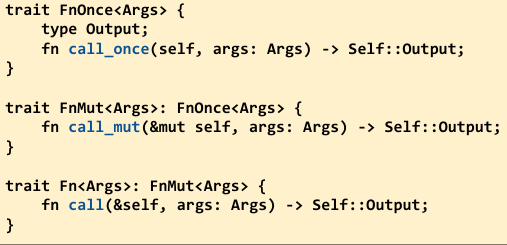 trait FnOnce<Args> {
    type Output;
    fn call_once(self, args: Args) -> Self::Output;
}

trait FnMut<Args>: FnOnce<Args> {
    fn call_mut(&mut self, args: Args) -> Self::Output;
}

trait Fn<Args>: FnMut<Args> {
    fn call(&self, args: Args) -> Self::Output;
}